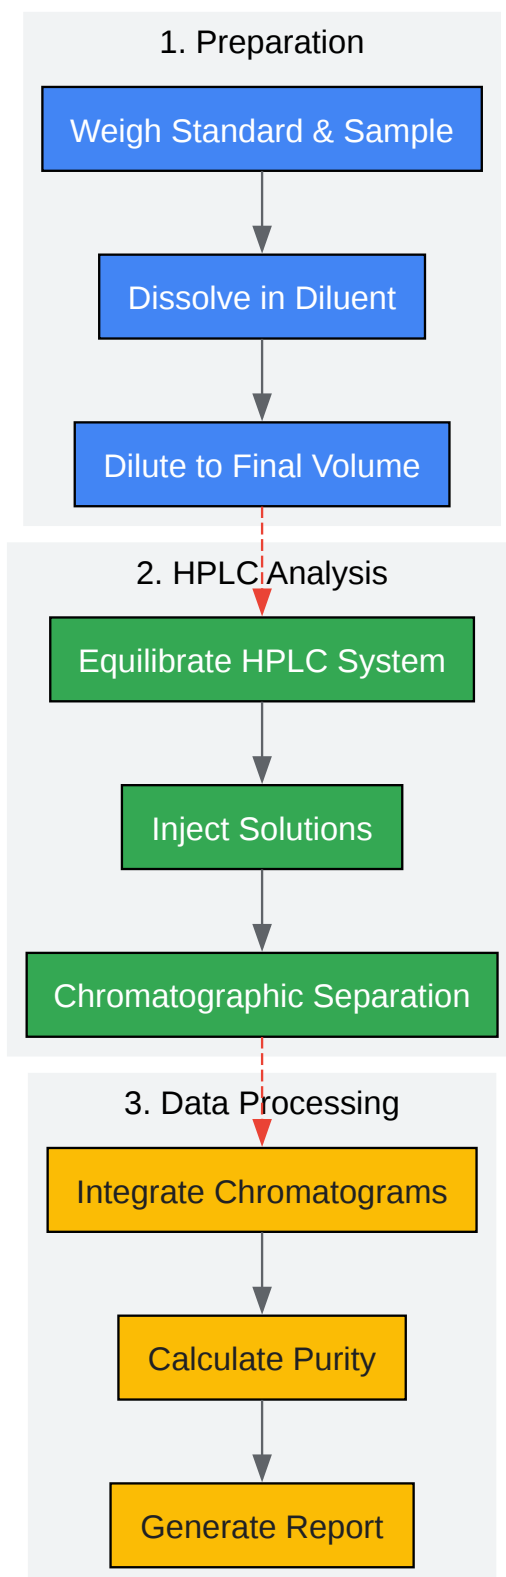 1. Preparation
Weigh Standard & Sample
Dissolve in Diluent
Dilute to Final Volume
2. HPLC Analysis
Equilibrate HPLC System
Inject Solutions
Chromatographic Separation
3. Data Processing
Integrate Chromatograms
Calculate Purity
Generate Report